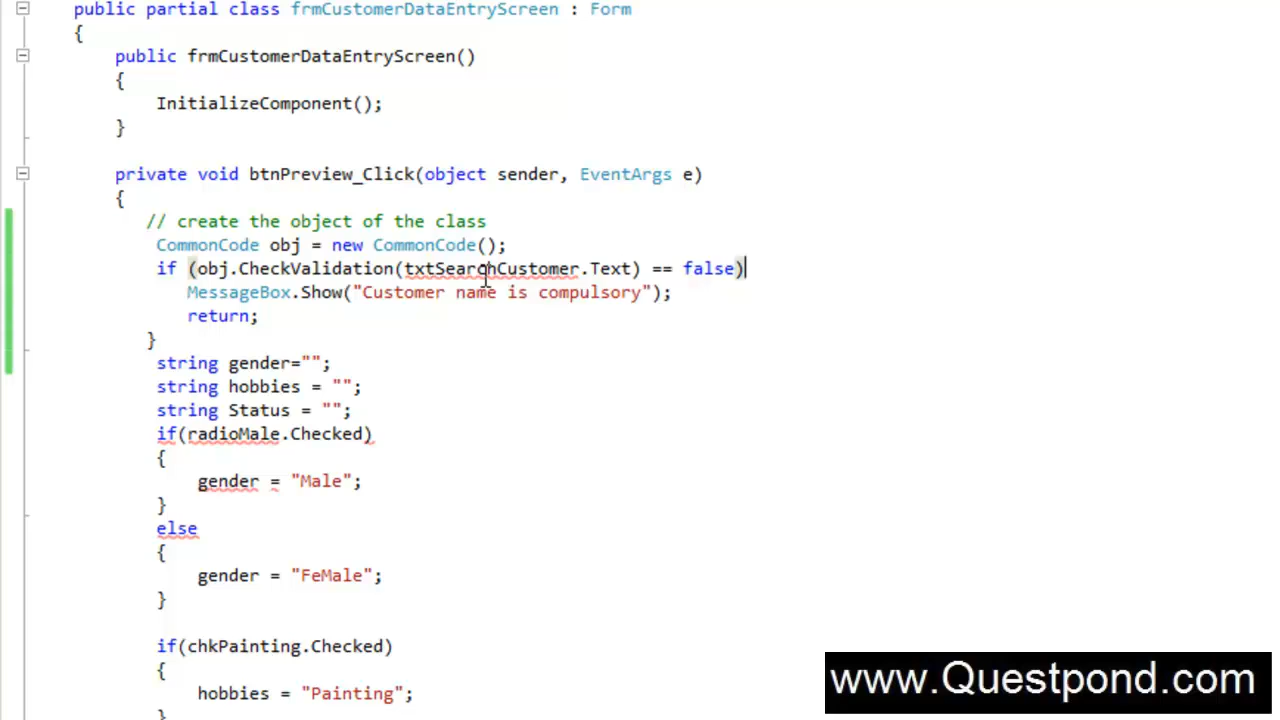 public partial class frmCustomerDataEntryScreen : Form
{
public frmCustomerDataEntryScreen()
{
InitializeComponent();
}
private void btnPreview_Click(object sender, EventArgs e)
{
// create the object of the class
CommonCode obj = new CommonCode();
if (obj.CheckValidation(txtSearchCustomer.Text) == false)
MessageBox.Show("Customer name is compulsory");
return;
}
string gender="";
string hobbies = "";
string Status = "";
if(radioMale.Checked)
{
gender = "Male";
}
else
{
gender = "FeMale";
}
if(chkPainting.Checked)
{
hobbies = "Painting";
}
www.Questpond.com